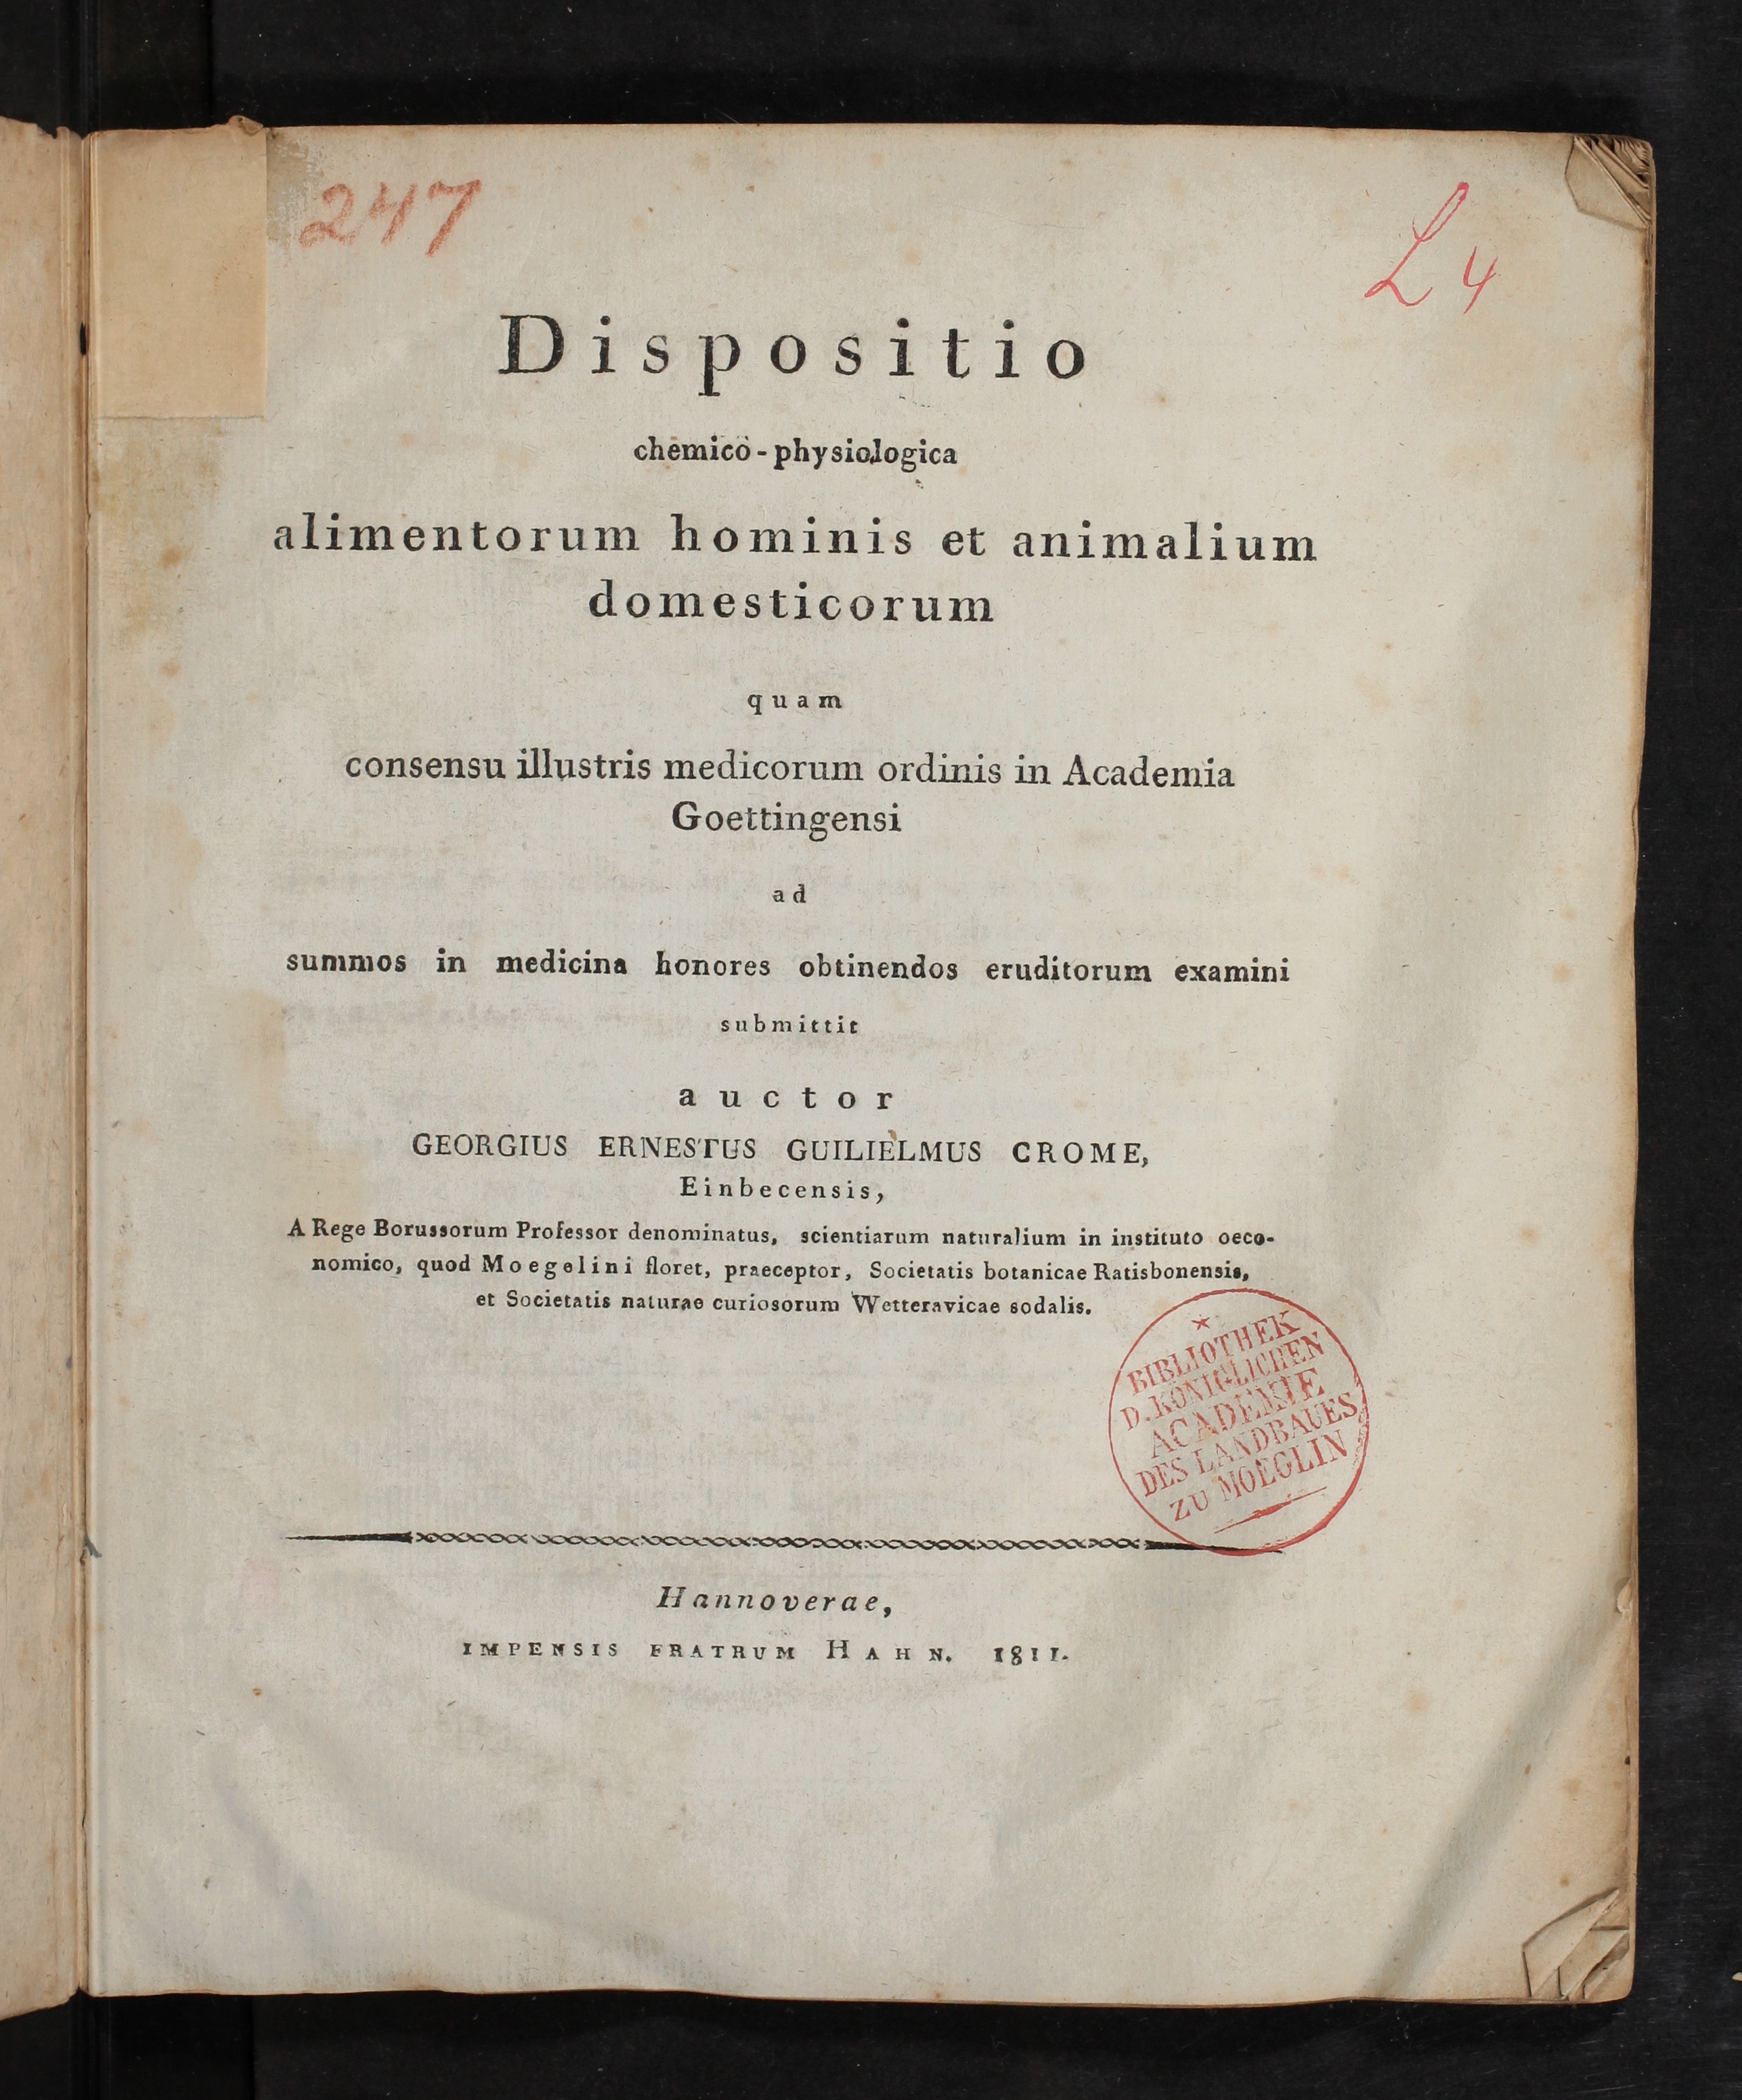 247
L 4
Dispositio
chemico-physiologica
alimentorum hominis et animalium
domesticorum
quam
consensu illustris medicorum ordinis in Academia
Goettingensi
ad
summos in medicina honores obtinendos eruditorum examini
submittit
auctor
GEORGIUS ERNESTUS GUILIELMUS CROME,
Einbecensis,
A Rege Borussorum Professor denominatus, scientiarum naturalium in instituto oeco-
nomico, quod Moegelini floret, praeceptor, Societatis botanicae Ratisbonensis,
et Societatis naturae curiosorum Wetteravicae sodalis.
BIBLIOTHEK
D. KÖNIGLICHEN
ACADEMIE
DES LANDBAUES
ZU MOEGLIN
Hannoverae,
IMPENSIS FRATRUM HAHN. 1811.